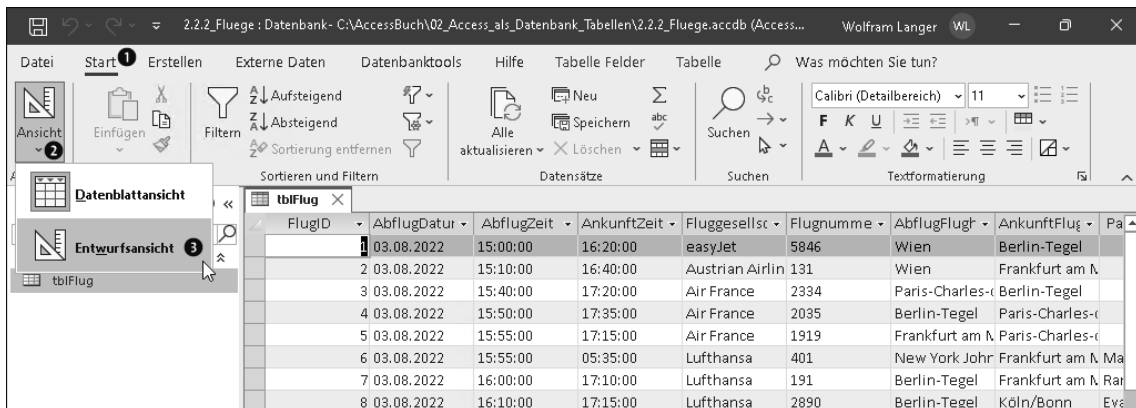 2.2.2_Fluege : Datenbank- C:\AccessBuch\02_Access_als_Datenbank_Tabellen\2.2.2_Fluege.accdb (Access... Wolfram Langer WL
Datei Start 1 Erstellen Externe Daten Datenbanktools Hilfe Tabelle Felder Tabelle Was möchten Sie tun?
Ansicht 2
Einfügen
Filtern
Aufsteigend
Absteigend
Sortierung entfernen
Sortieren und Filtern
Alle aktualisieren
Neu
Speichern
Löschen
Datensätze
Suchen
Suchen
Calibri (Detailbereich) 11
F K U
Textformatierung
Datenblattansicht
Entwurfsansicht 3
tblFlug
tblFlug
FlugID AbflugDatur AbflugZeit AnkunftZeit Fluggesellsc Flugnumme AbflugFlugh AnkunftFlug Pa
1 03.08.2022 15:00:00 16:20:00 easyJet 5846 Wien Berlin-Tegel
2 03.08.2022 15:10:00 16:40:00 Austrian Airlin 131 Wien Frankfurt am
3 03.08.2022 15:40:00 17:20:00 Air France 2334 Paris-Charles- Berlin-Tegel
4 03.08.2022 15:50:00 17:35:00 Air France 2035 Berlin-Tegel Paris-Charles-
5 03.08.2022 15:55:00 17:15:00 Air France 1919 Frankfurt am Paris-Charles-
6 03.08.2022 15:55:00 05:35:00 Lufthansa 401 New York John Frankfurt am Ma
7 03.08.2022 16:00:00 17:10:00 Lufthansa 191 Berlin-Tegel Frankfurt am Rar
8 03.08.2022 16:10:00 17:15:00 Lufthansa 2890 Berlin-Tegel Köln/Bonn Eva